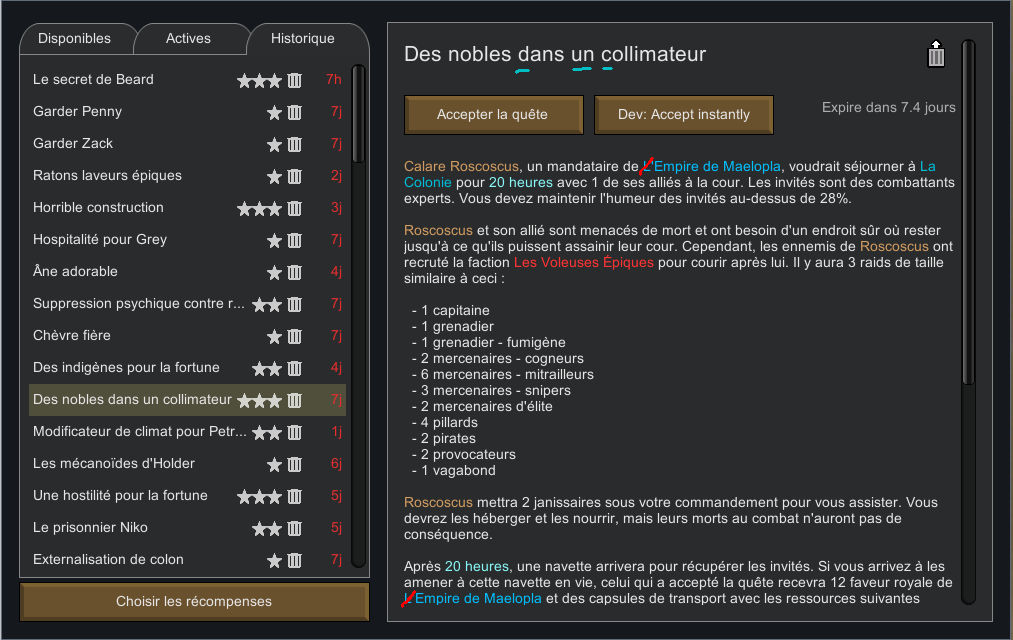 Disponibles Actives Historique
Le secret de Beard 7h
Garder Penny 7j
Garder Zack 7j
Ratons laveurs épiques 2j
Horrible construction 3j
Hospitalité pour Grey 7j
Âne adorable 4j
Suppression psychique contre r... 7j
Chèvre fière 7j
Des indigènes pour la fortune 4j
Des nobles dans un collimateur 7j
Modificateur de climat pour Petr... 1j
Les mécanoïdes d'Holder 6j
Une hostilité pour la fortune 5j
Le prisonnier Niko 5j
Externalisation de colon 7j
Choisir les récompenses
Des nobles dans un collimateur
Accepter la quête Dev: Accept instantly Expire dans 7.4 jours
Calare Roscoscus, un mandataire de L'Empire de Maelopla, voudrait séjourner à La
Colonie pour 20 heures avec 1 de ses alliés à la cour. Les invités sont des combattants
experts. Vous devez maintenir l'humeur des invités au-dessus de 28%.
Roscoscus et son allié sont menacés de mort et ont besoin d'un endroit sûr où rester
jusqu'à ce qu'ils puissent assainir leur cour. Cependant, les ennemis de Roscoscus ont
recruté la faction Les Voleuses Épiques pour courir après lui. Il y aura 3 raids de taille
similaire à ceci :
- 1 capitaine
- 1 grenadier
- 1 grenadier - fumigène
- 2 mercenaires - cogneurs
- 6 mercenaires - mitrailleurs
- 3 mercenaires - snipers
- 2 mercenaires d'élite
- 4 pillards
- 2 pirates
- 2 provocateurs
- 1 vagabond
Roscoscus mettra 2 janissaires sous votre commandement pour vous assister. Vous
devrez les héberger et les nourrir, mais leurs morts au combat n'auront pas de
conséquence.
Après 20 heures, une navette arrivera pour récupérer les invités. Si vous arrivez à les
amener à cette navette en vie, celui qui a accepté la quête recevra 12 faveur royale de
L'Empire de Maelopla et des capsules de transport avec les ressources suivantes